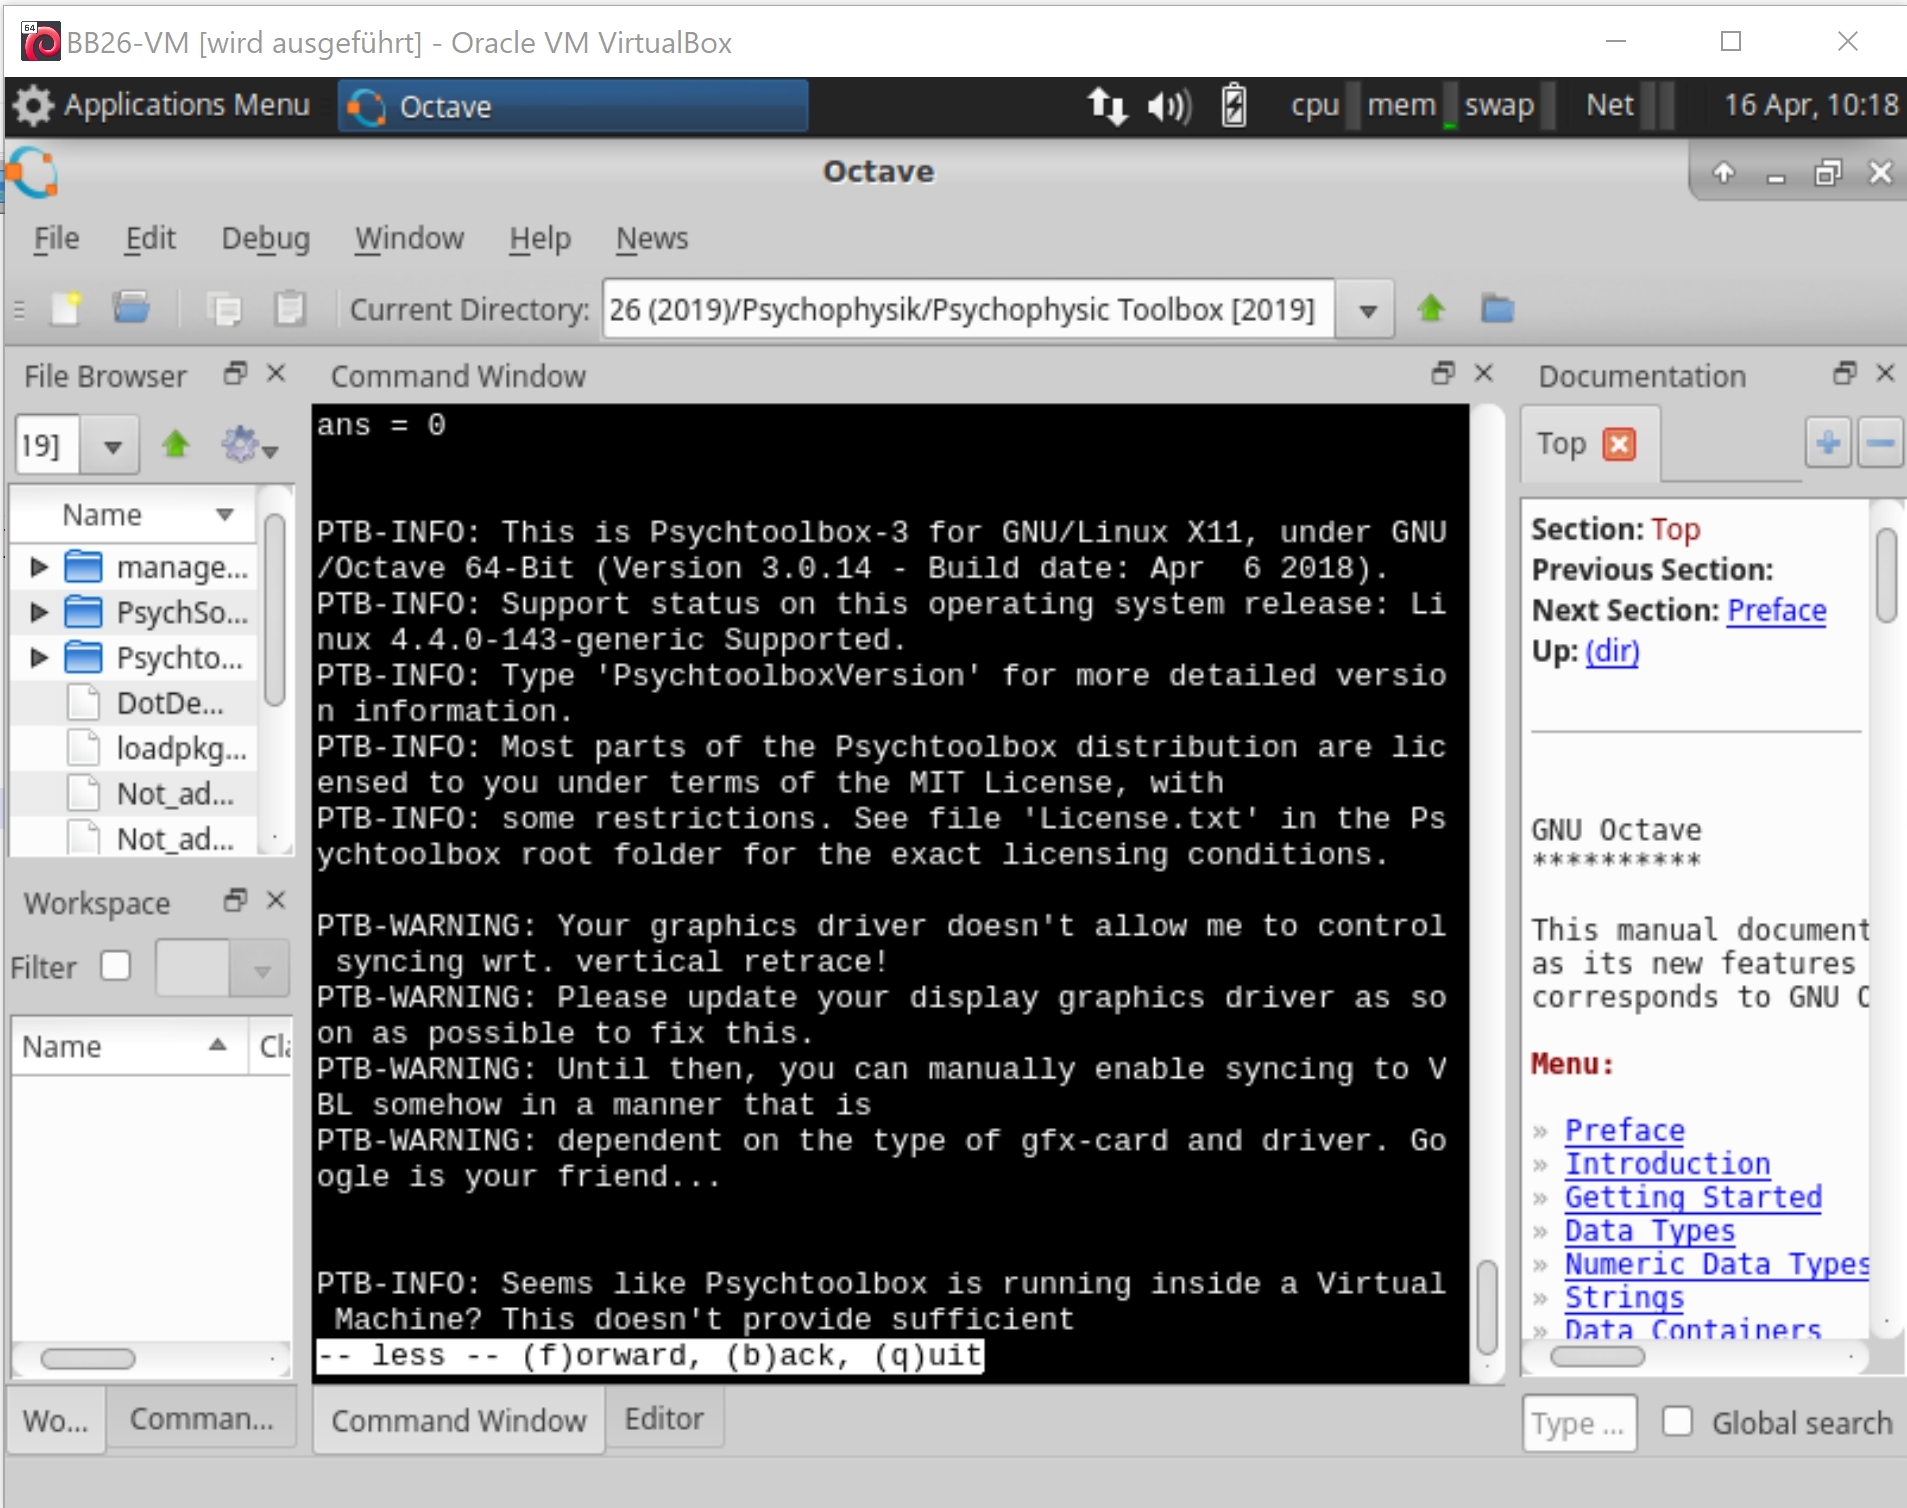 64
BB26-VM [wird ausgeführt] - Oracle VM VirtualBox
Applications Menu
Octave
cpu mem swap Net 16 Apr, 10:18
Octave
File Edit Debug Window Help News
Current Directory: 26 (2019)/Psychophysik/Psychophysic Toolbox [2019]
File Browser
19]
Name
manage...
PsychSo...
Psychto...
DotDe...
loadpkg...
Not_ad...
Not_ad...
Workspace
Filter
Name
Wo...
Comman...
Command Window
ans = 0
PTB-INFO: This is Psychtoolbox-3 for GNU/Linux X11, under GNU
/Octave 64-Bit (Version 3.0.14 - Build date: Apr  6 2018).
PTB-INFO: Support status on this operating system release: Li
nux 4.4.0-143-generic Supported.
PTB-INFO: Type 'PsychtoolboxVersion' for more detailed versio
n information.
PTB-INFO: Most parts of the Psychtoolbox distribution are lic
ensed to you under terms of the MIT License, with
PTB-INFO: some restrictions. See file 'License.txt' in the Ps
ychtoolbox root folder for the exact licensing conditions.
PTB-WARNING: Your graphics driver doesn't allow me to control
 syncing wrt. vertical retrace!
PTB-WARNING: Please update your display graphics driver as so
on as possible to fix this.
PTB-WARNING: Until then, you can manually enable syncing to V
BL somehow in a manner that is
PTB-WARNING: dependent on the type of gfx-card and driver. Go
ogle is your friend...
PTB-INFO: Seems like Psychtoolbox is running inside a Virtual
 Machine? This doesn't provide sufficient
-- less -- (f)orward, (b)ack, (q)uit
Command Window
Editor
Documentation
Top
Section: Top
Previous Section:
Next Section: Preface
Up: (dir)
GNU Octave
**********
This manual document
as its new features
corresponds to GNU
Menu:
» Preface
» Introduction
» Getting Started
» Data Types
» Numeric Data Types
» Strings
» Data Containers
Type ...
Global search